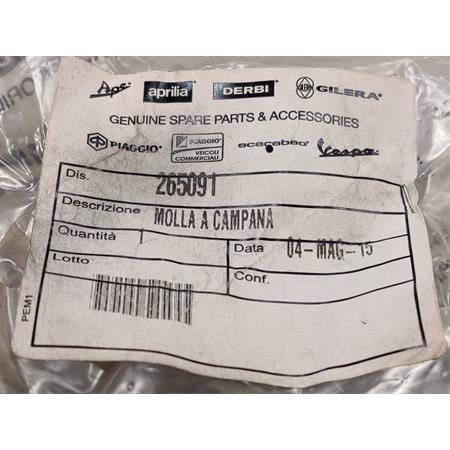 Ape aprilia DERBI GILERA
GENUINE SPARE PARTS & ACCESSORIES
PIAGGIO PIAGGIO VEICOLI COMMERCIALI scarabeo Vespa
Dis. 265091
Descrizione MOLLA A CAMPANA
Quantità 1 Data 04-MAG-15
Lotto Conf.
PEM1